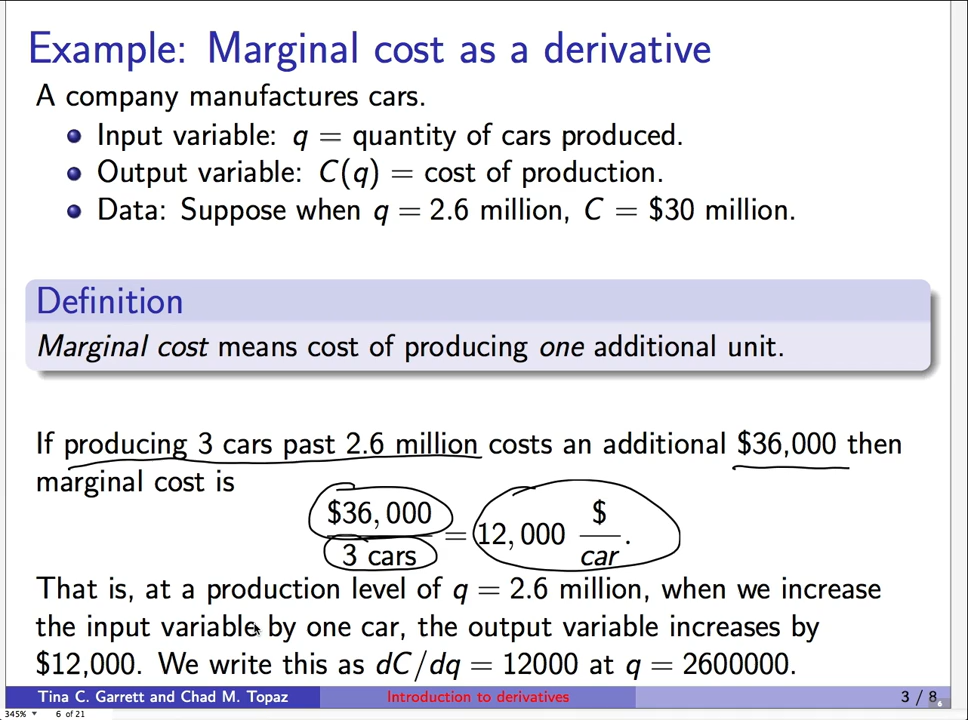 Example: Marginal cost as a derivative
A company manufactures cars.
Input variable: q = quantity of cars produced.
Output variable: C(q) = cost of production.
Data: Suppose when q = 2.6 million, C = $30 million.
Definition
Marginal cost means cost of producing one additional unit.
If producing 3 cars past 2.6 million costs an additional $36,000 then
marginal cost is
$36,000 / 3 cars = 12,000 $ / car.
That is, at a production level of q = 2.6 million, when we increase
the input variable by one car, the output variable increases by
$12,000. We write this as dC/dq = 12000 at q = 2600000.
Tina C. Garrett and Chad M. Topaz Introduction to derivatives 3 / 8
345% 6 of 21 6